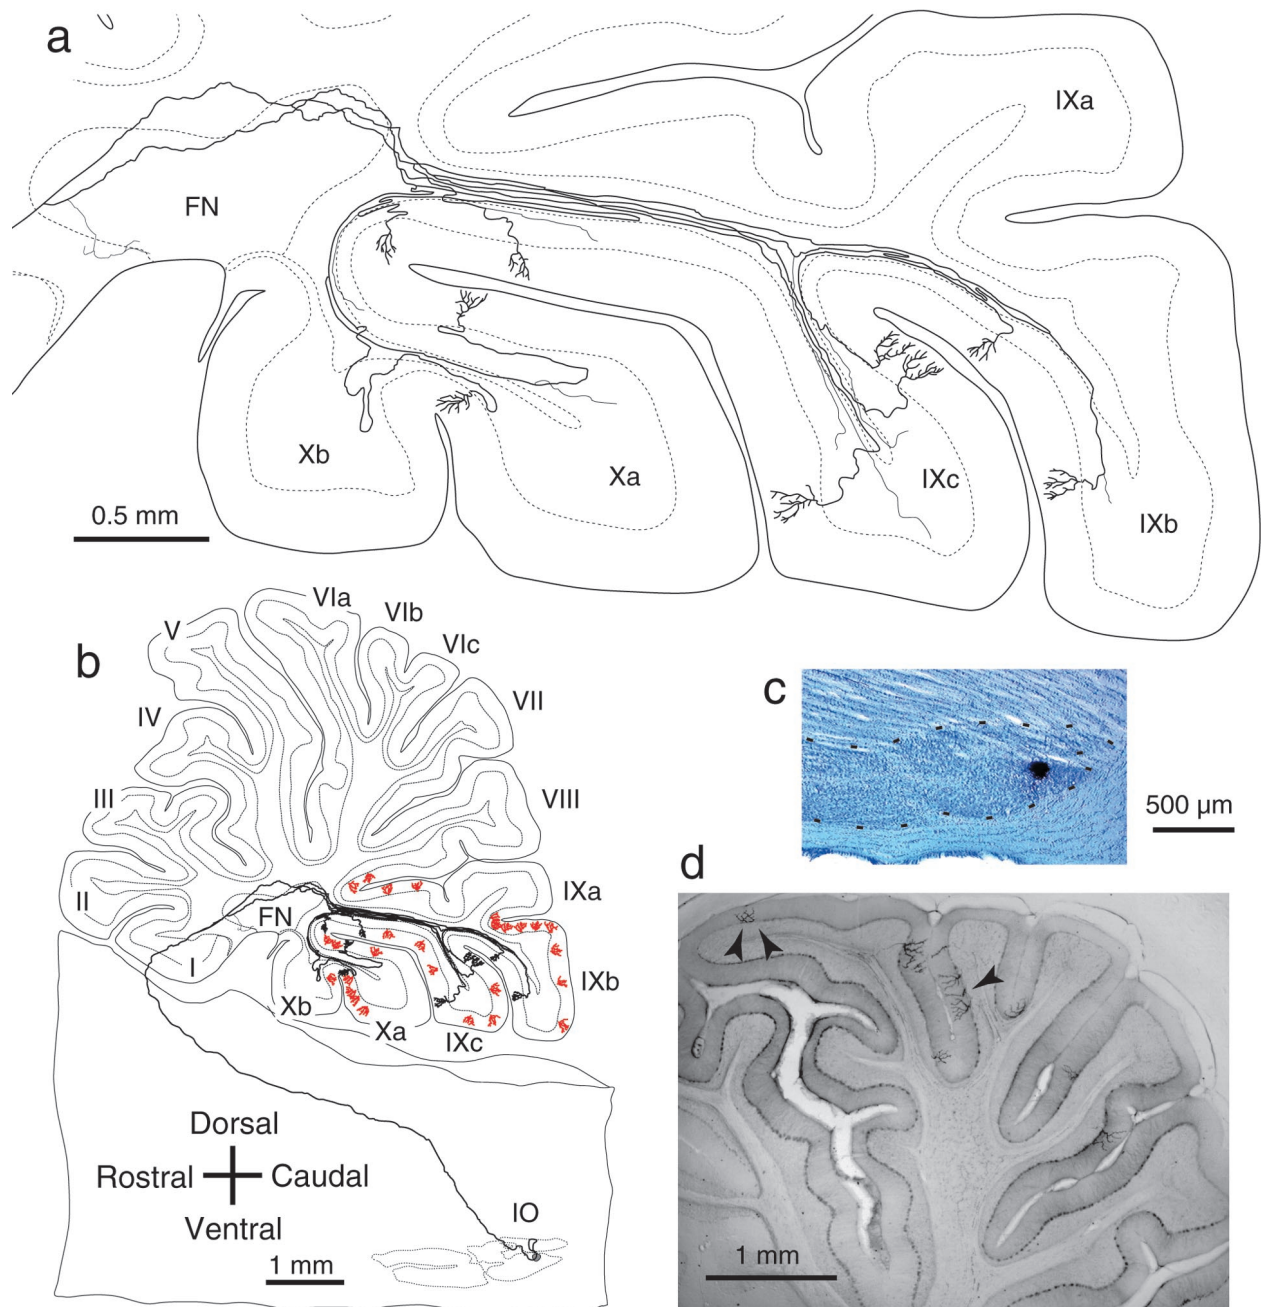 a
IXa
FN
Xb
Xa
IXc
IXb
0.5 mm
b
VIa
VIb
VIc
V
VII
IV
III
VIII
II
IXa
FN
I
IXb
Xb
Xa
IXc
Dorsal
Rostral
Caudal
Ventral
1 mm
IO
c
500 µm
d
1 mm